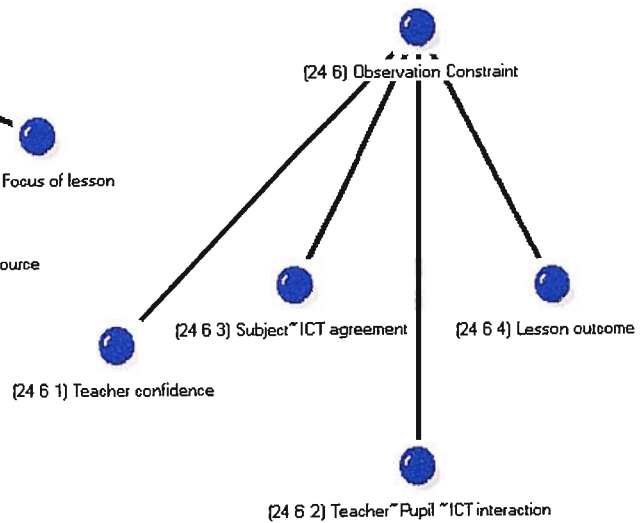 (24 6) Observation Constraint
Focus of lesson
ource
(24 6 3) Subject~ICT agreement
(24 6 4) Lesson outcome
(24 6 1) Teacher confidence
(24 6 2) Teacher~Pupil ~ICT interaction